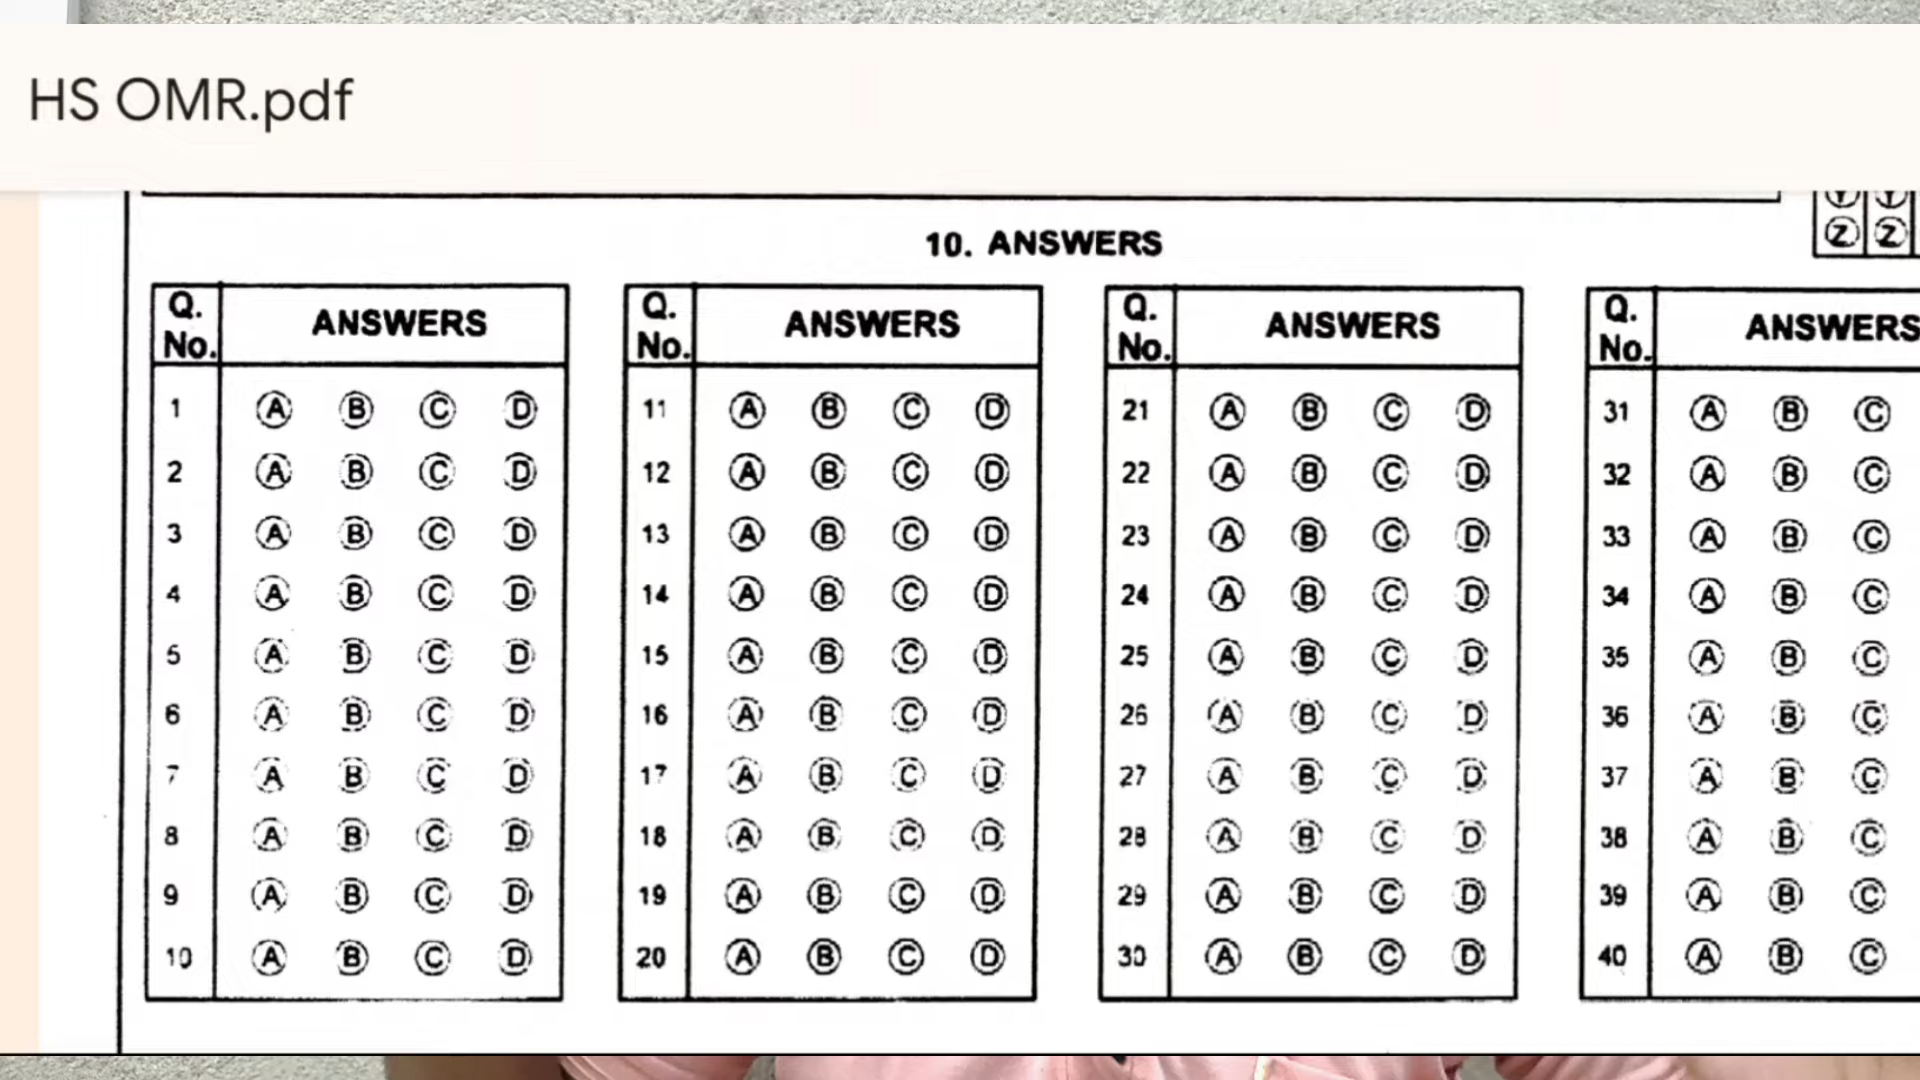 HS OMR.pdf
Z Z
10. ANSWERS
Q. No. ANSWERS
1 A B C D
2 A B C D
3 A B C D
4 A B C D
5 A B C D
6 A B C D
7 A B C D
8 A B C D
9 A B C D
10 A B C D
Q. No. ANSWERS
11 A B C D
12 A B C D
13 A B C D
14 A B C D
15 A B C D
16 A B C D
17 A B C D
18 A B C D
19 A B C D
20 A B C D
Q. No. ANSWERS
21 A B C D
22 A B C D
23 A B C D
24 A B C D
25 A B C D
26 A B C D
27 A B C D
28 A B C D
29 A B C D
30 A B C D
Q. No. ANSWERS
31 A B C
32 A B C
33 A B C
34 A B C
35 A B C
36 A B C
37 A B C
38 A B C
39 A B C
40 A B C